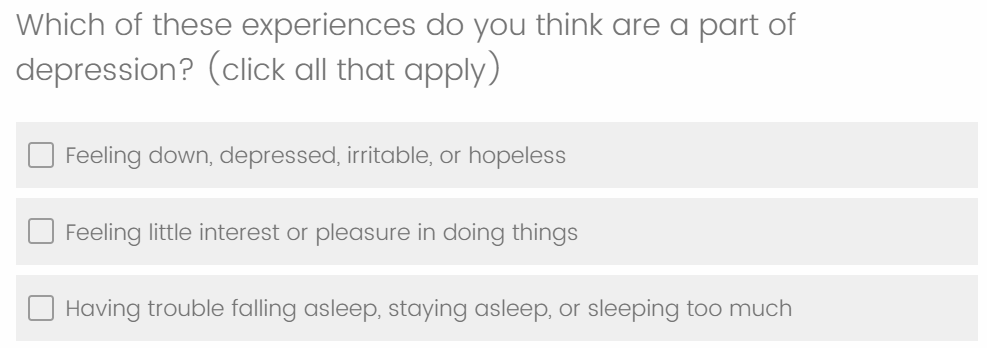 Which of these experiences do you think are a part of
depression? (click all that apply)
Feeling down, depressed, irritable, or hopeless
Feeling little interest or pleasure in doing things
Having trouble falling asleep, staying asleep, or sleeping too much